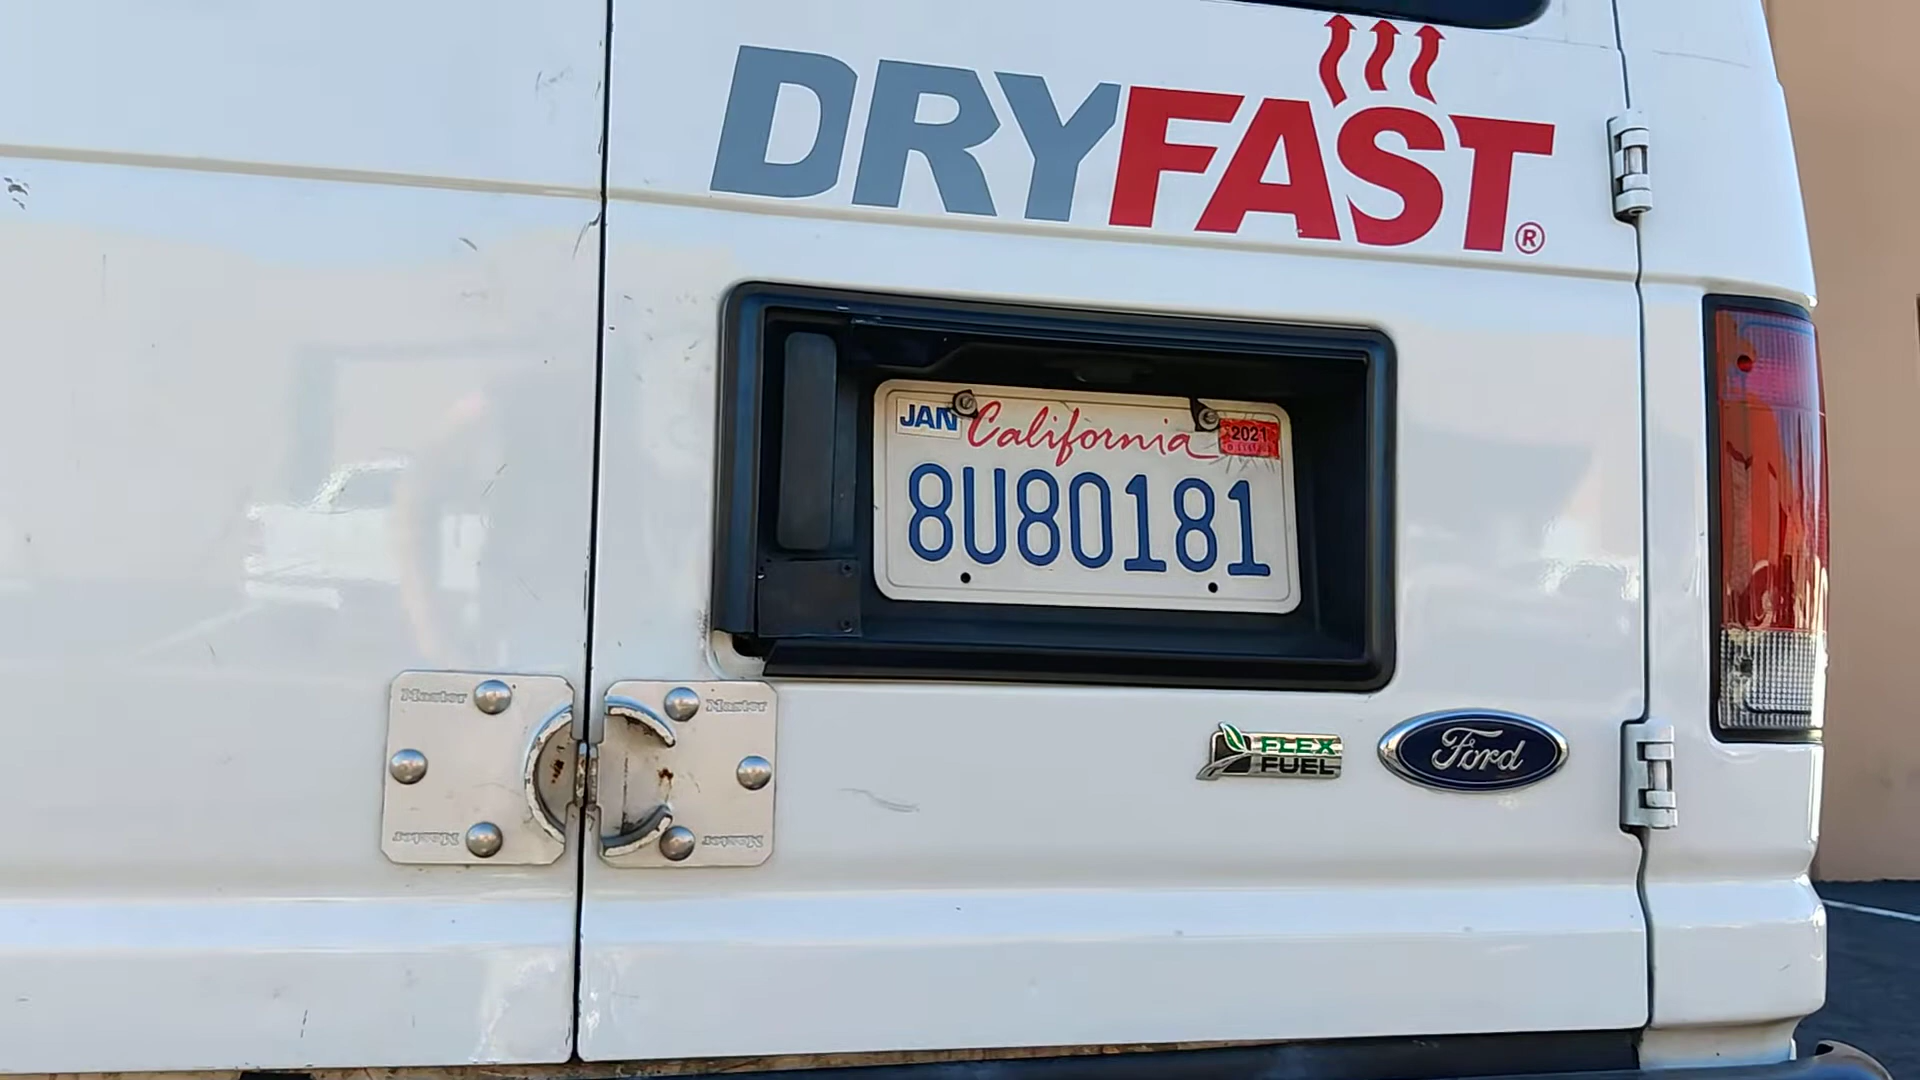 DRYFAST®
JAN California 2021
8U80181
Master Master
Master Master
FLEX
FUEL
Ford